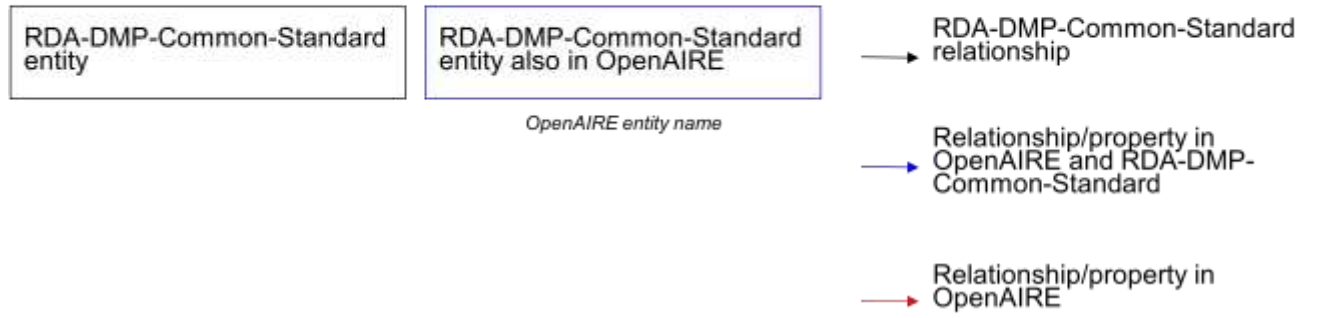 RDA-DMP-Common-Standard
entity
RDA-DMP-Common-Standard
entity also in OpenAIRE
OpenAIRE entity name
RDA-DMP-Common-Standard
relationship
Relationship/property in
OpenAIRE and RDA-DMP-
Common-Standard
Relationship/property in
OpenAIRE